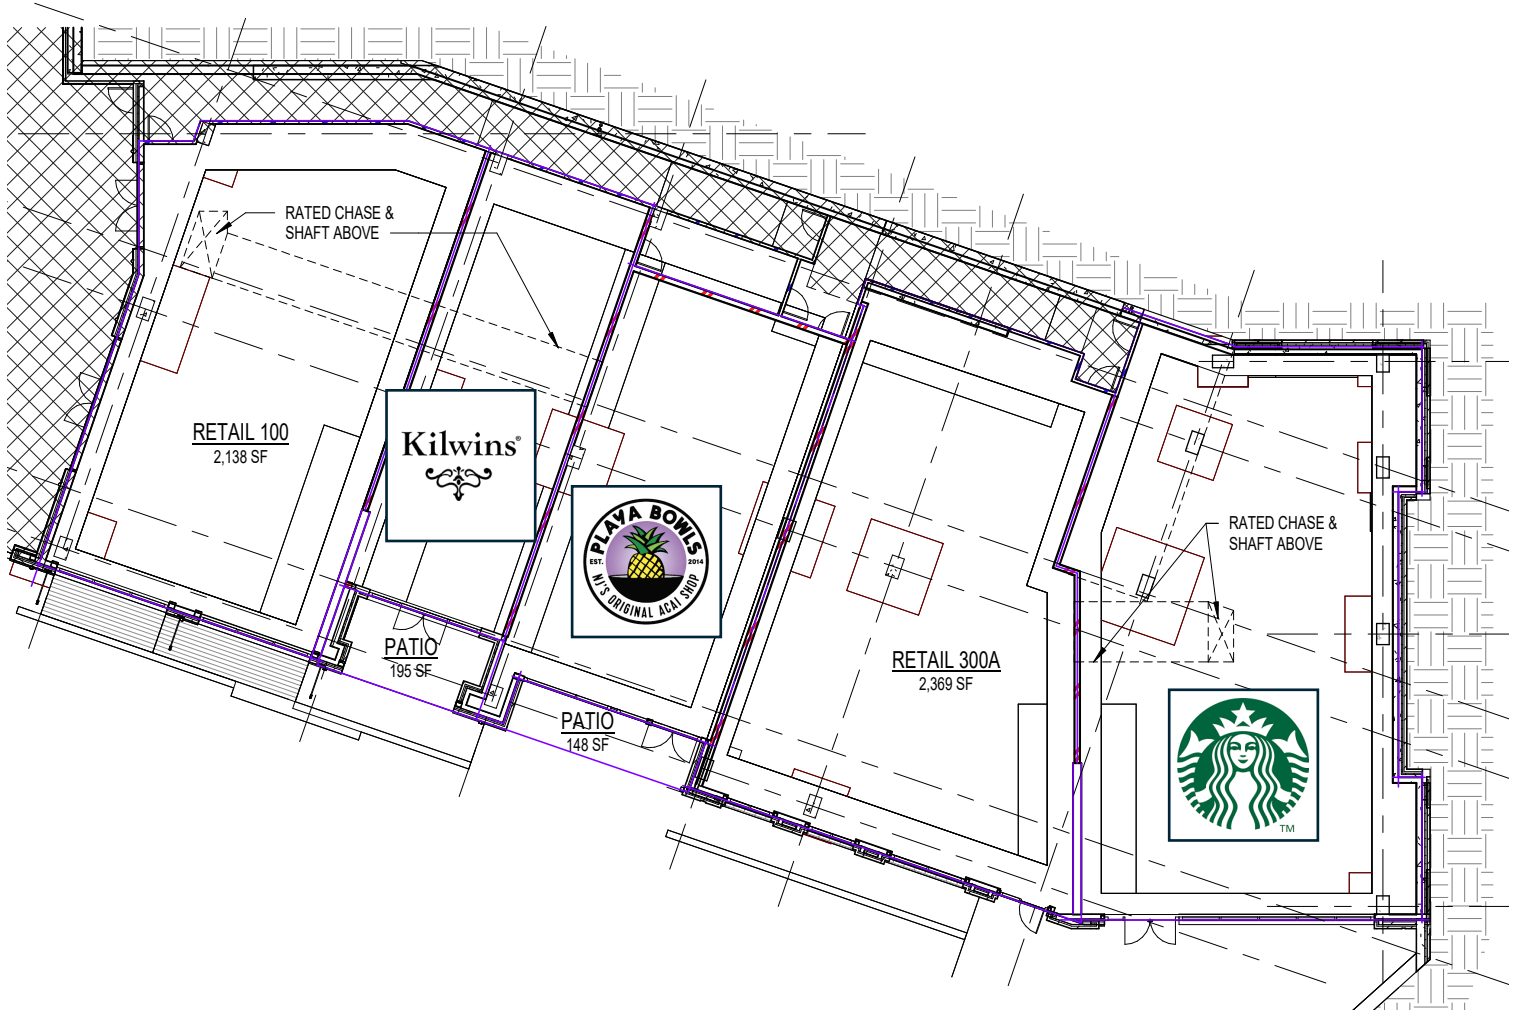 RATED CHASE &
SHAFT ABOVE
RETAIL 100
2,138 SF
Kilwins®
PLAYA BOWLS
EST. 2014
NJ'S ORIGINAL ACAI SHOP
RATED CHASE &
SHAFT ABOVE
PATIO
195 SF
RETAIL 300A
2,369 SF
PATIO
148 SF
TM